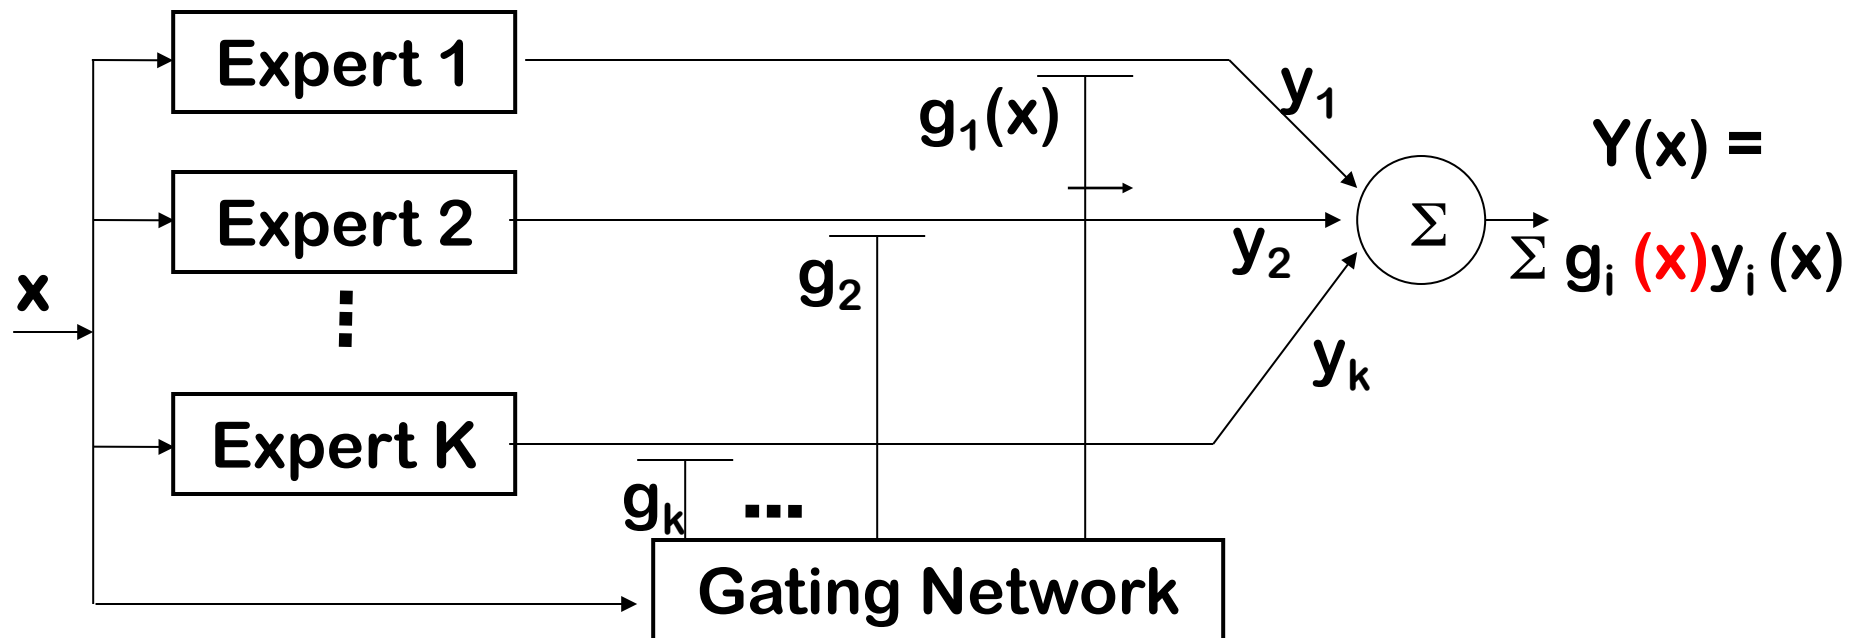 Expert 1
y₁
g₁(x)
Y(x) =
Expert 2
Σ
y₂
Σ gᵢ (x)yᵢ (x)
g₂
x
⋮
yₖ
Expert K
gₖ
...
Gating Network